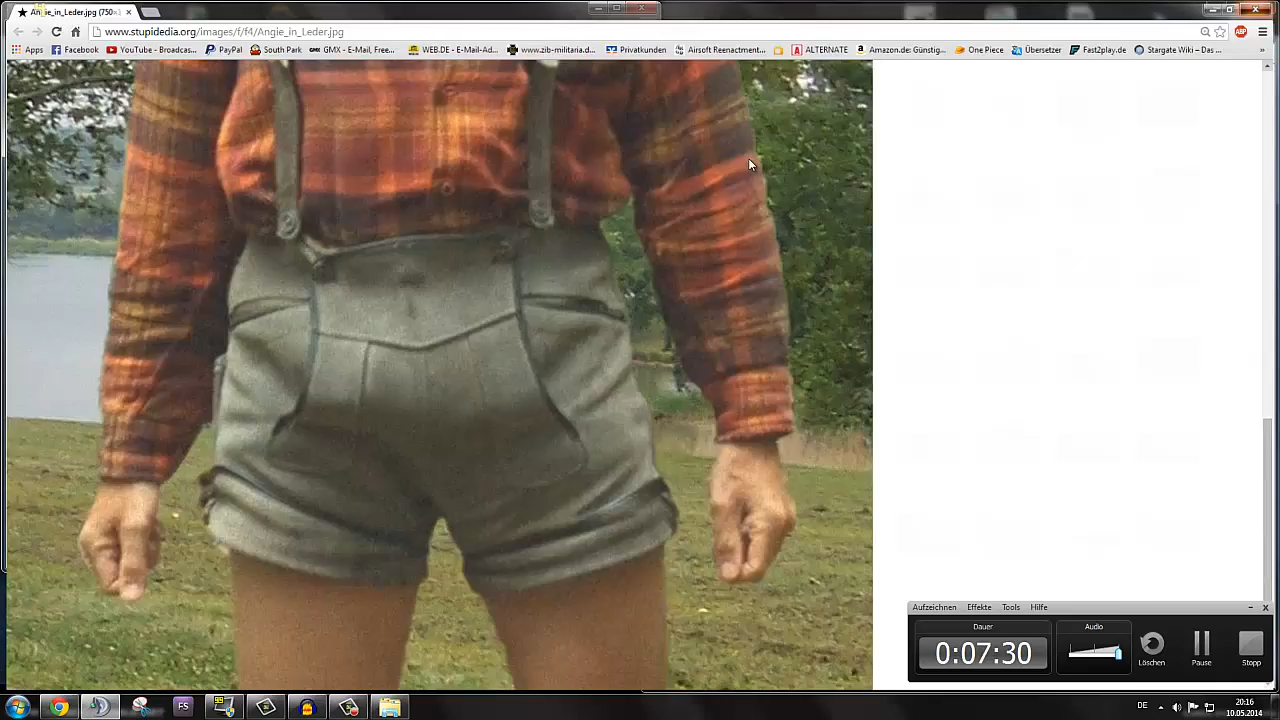 Angie_in_Leder.jpg (750×...
www.stupidedia.org/images/f/f4/Angie_in_Leder.jpg
ABP
Apps Facebook YouTube - Broadcas... PayPal South Park GMX - E-Mail, Free... WEB.DE - E-Mail-Ad... www.zib-militaria.d... Privatkunden Airsoft Reenactment... ALTERNATE Amazon.de: Günstig... One Piece Übersetzer Fast2play.de Stargate Wiki – Da...
Aufzeichnen Effekte Tools Hilfe
Dauer Audio
0:07:30
Löschen Pause Stopp
FS
DE
20:16
10.05.2014